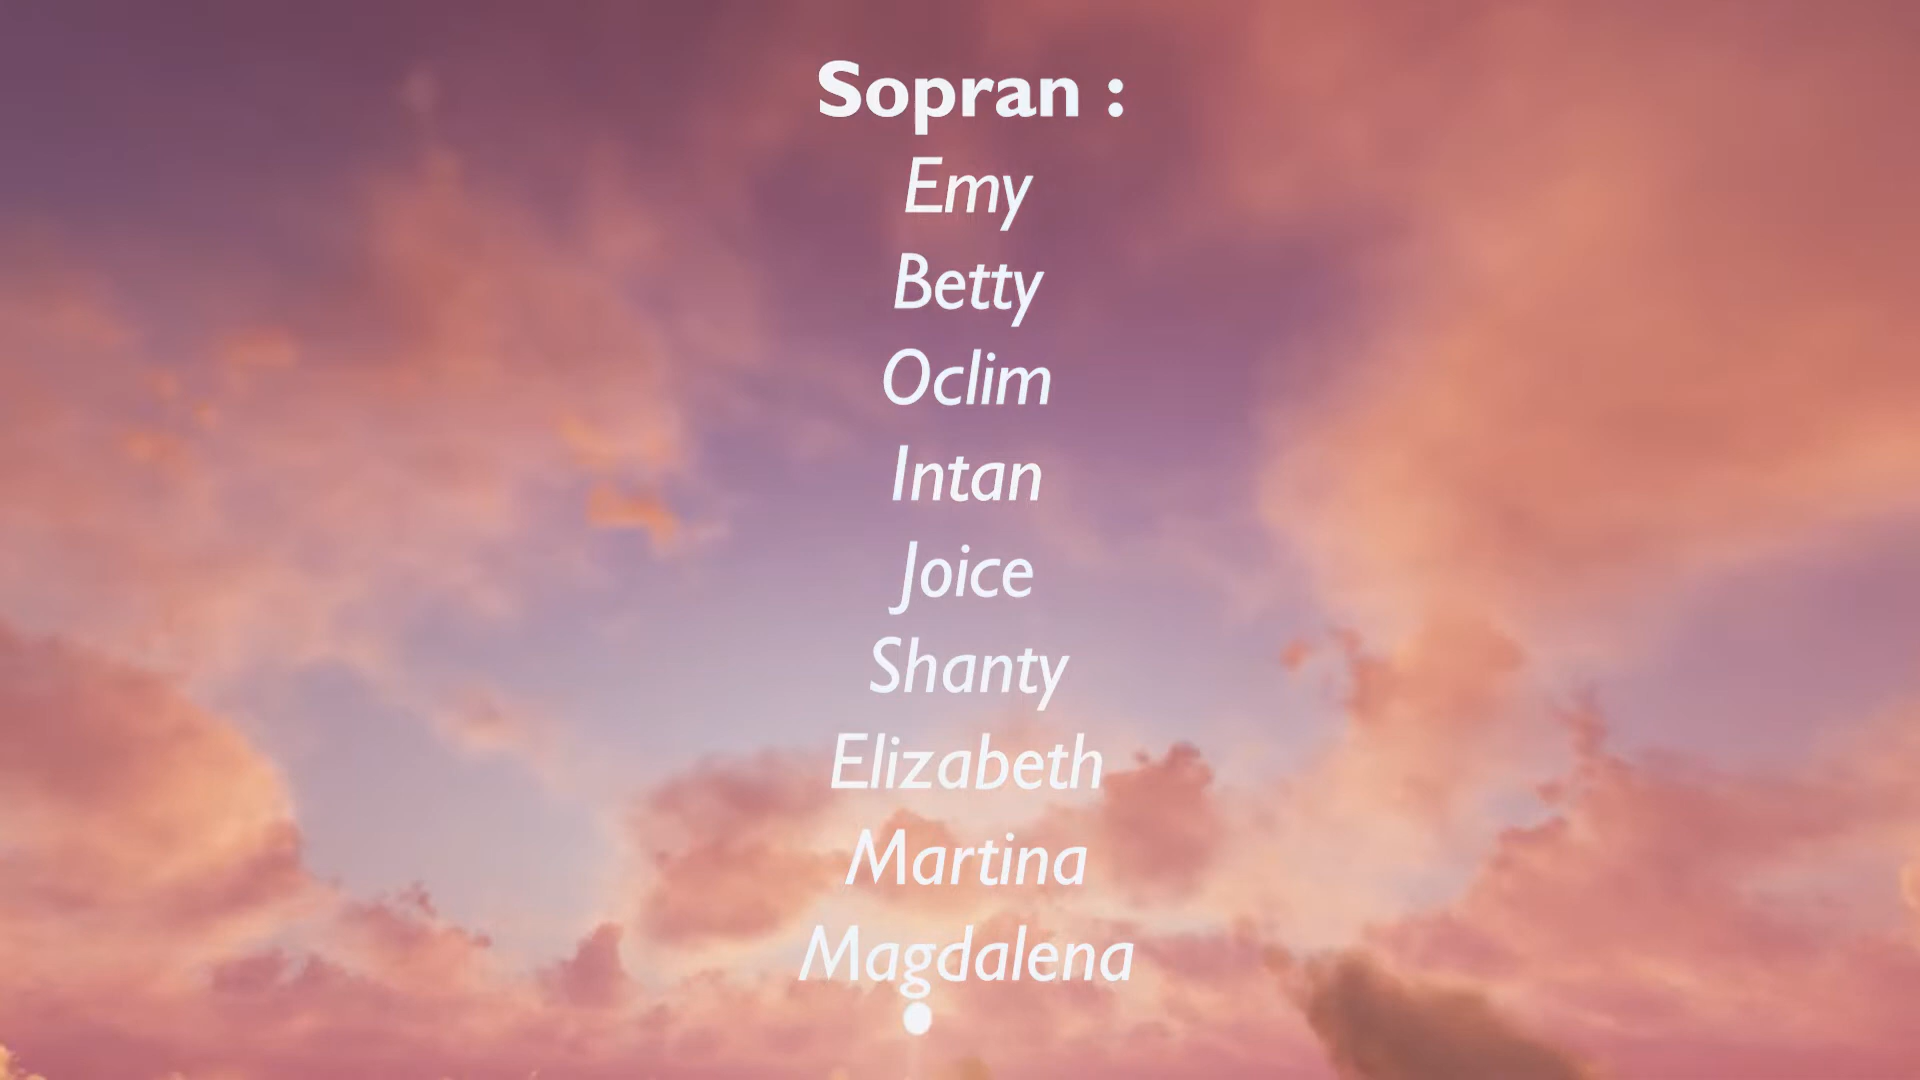 Sopran :
Emy
Betty
Oclim
Intan
Joice
Shanty
Elizabeth
Martina
Magdalena